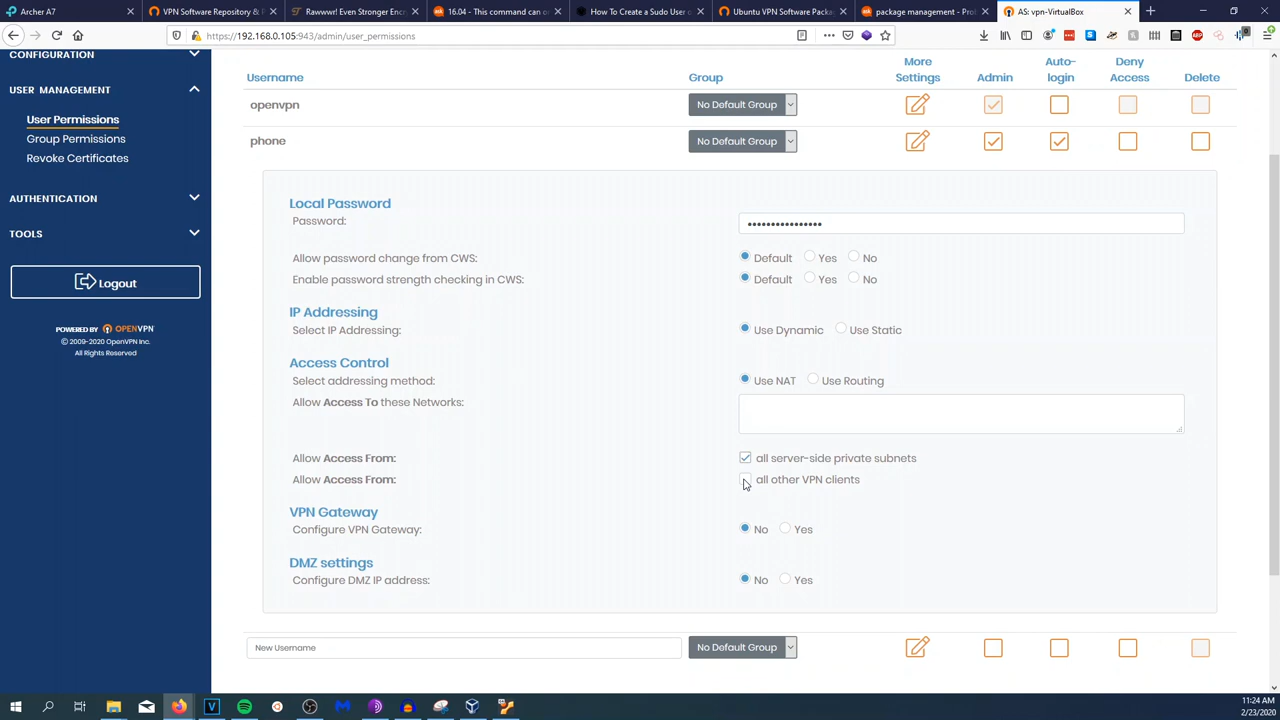 Archer A7
VPN Software Repository & P
Rawwwr! Even Stronger Encr
16.04 - This command can o
How To Create a Sudo User o
Ubuntu VPN Software Packa
package management - Prob
AS: vpn-VirtualBox
https://192.168.0.105:943/admin/user_permissions
CONFIGURATION
USER MANAGEMENT
User Permissions
Group Permissions
Revoke Certificates
AUTHENTICATION
TOOLS
Logout
POWERED BY OPENVPN
© 2009-2020 OpenVPN Inc.
All Rights Reserved
Username
Group
More Settings
Admin
Auto-login
Deny Access
Delete
openvpn
No Default Group
phone
No Default Group
Local Password
Password:
••••••••••••••••
Allow password change from CWS:
Default Yes No
Enable password strength checking in CWS:
Default Yes No
IP Addressing
Select IP Addressing:
Use Dynamic Use Static
Access Control
Select addressing method:
Use NAT Use Routing
Allow Access To these Networks:
Allow Access From:
all server-side private subnets
Allow Access From:
all other VPN clients
VPN Gateway
Configure VPN Gateway:
No Yes
DMZ settings
Configure DMZ IP address:
No Yes
New Username
No Default Group
11:24 AM
2/23/2020